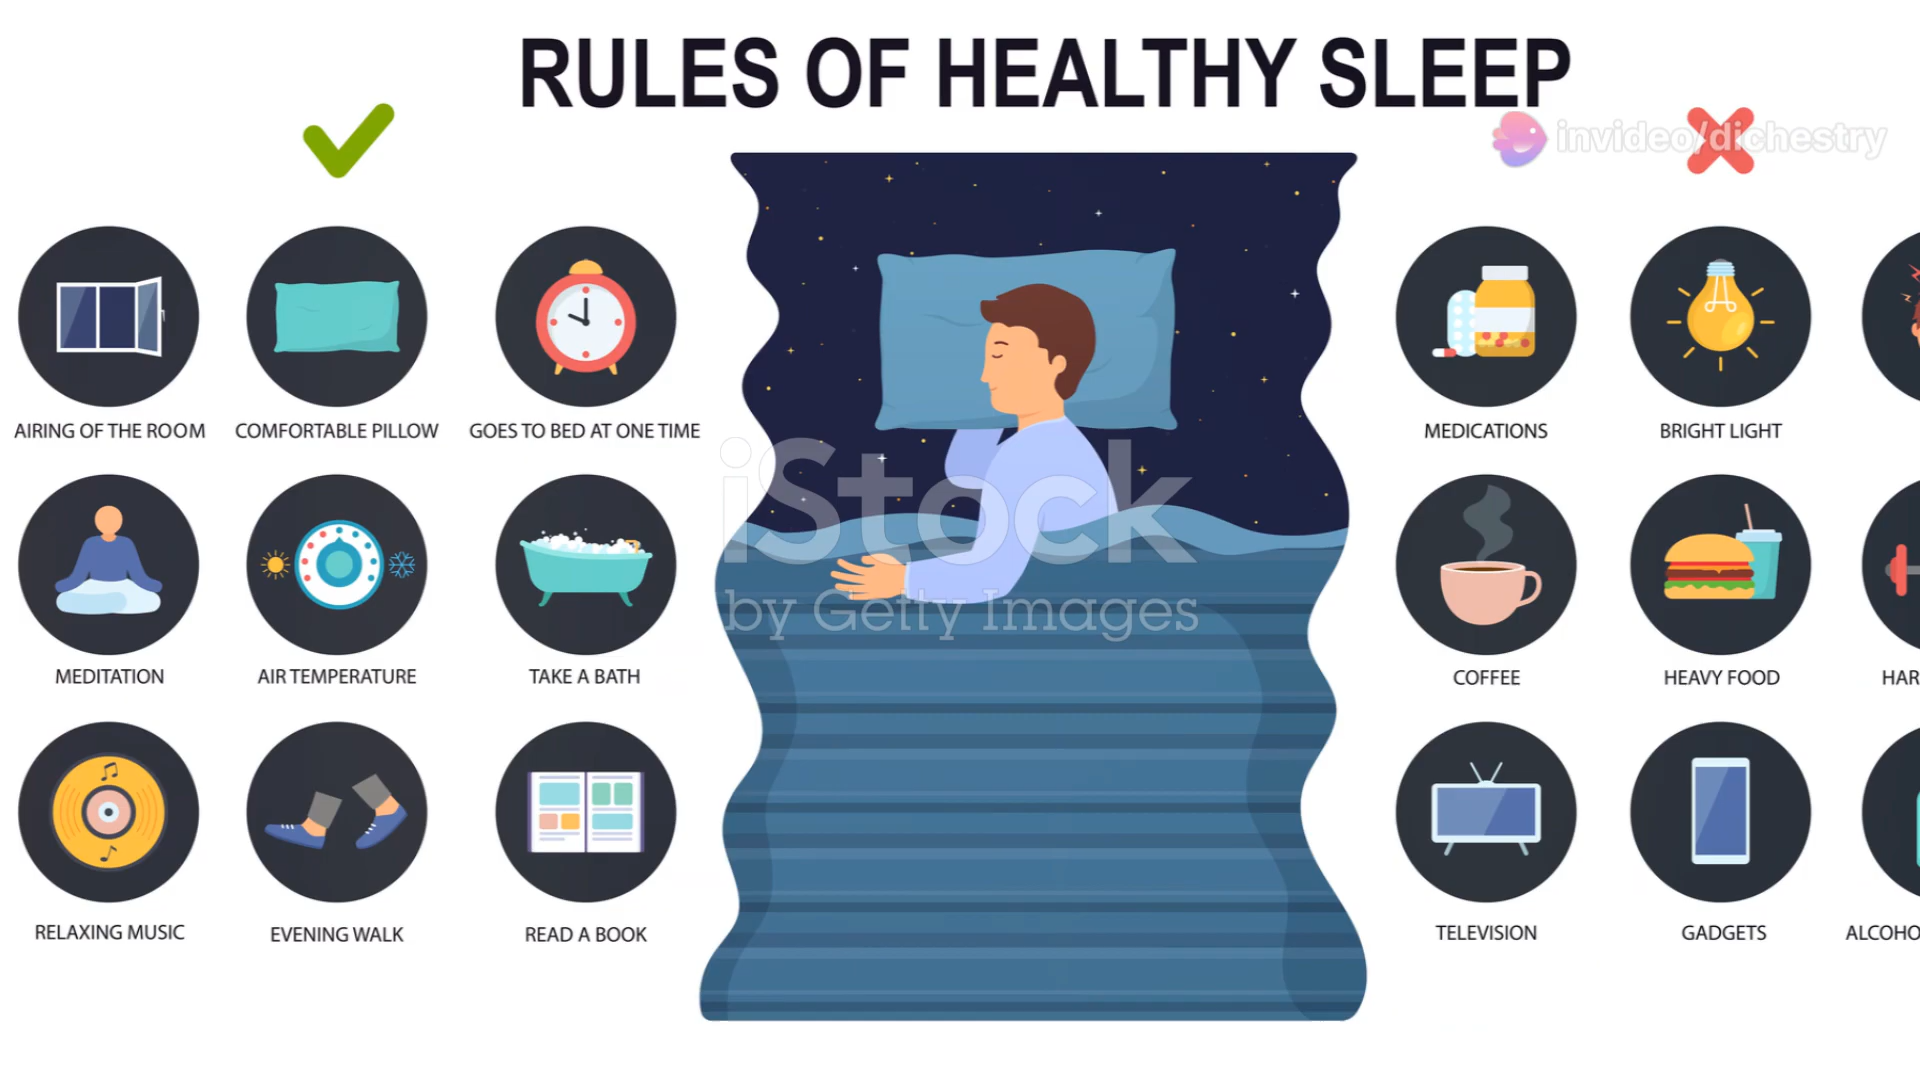 RULES OF HEALTHY SLEEP
invideo/dichestry
AIRING OF THE ROOM
COMFORTABLE PILLOW
GOES TO BED AT ONE TIME
MEDICATIONS
BRIGHT LIGHT
iStock
by Getty Images
MEDITATION
AIR TEMPERATURE
TAKE A BATH
COFFEE
HEAVY FOOD
HAR
RELAXING MUSIC
EVENING WALK
READ A BOOK
TELEVISION
GADGETS
ALCOHO